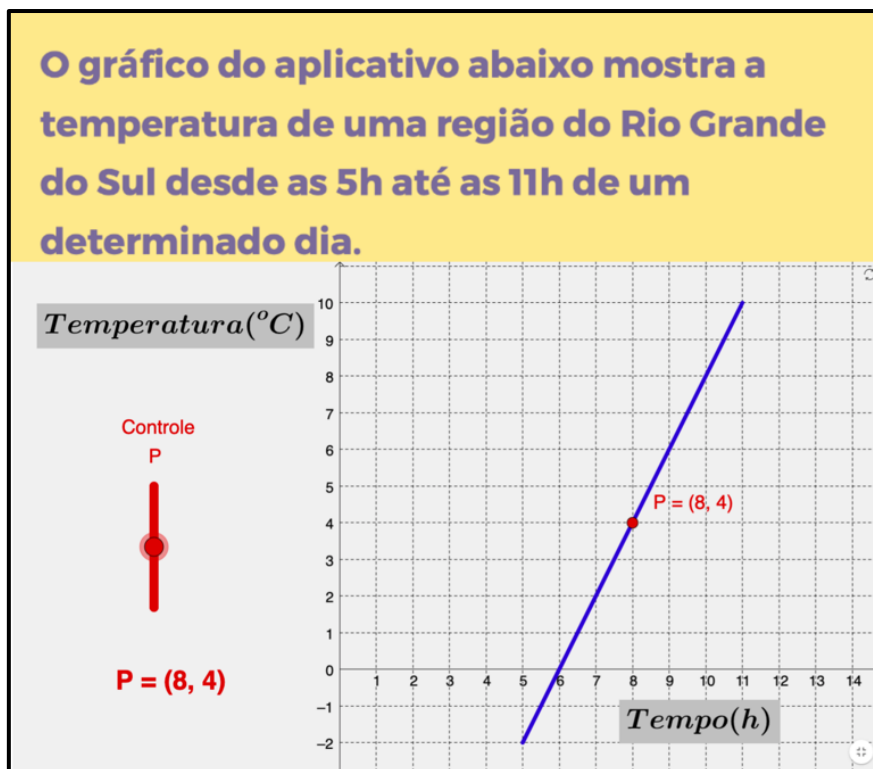 O gráfico do aplicativo abaixo mostra a
temperatura de uma região do Rio Grande
do Sul desde as 5h até as 11h de um
determinado dia.
Temperatura(°C)
Controle
P
P = (8, 4)
10
9
8
7
6
5
4
3
2
1
0
−1
−2
P = (8, 4)
1 2 3 4 5 6 7 8 9 10 11 12 13 14
Tempo(h)